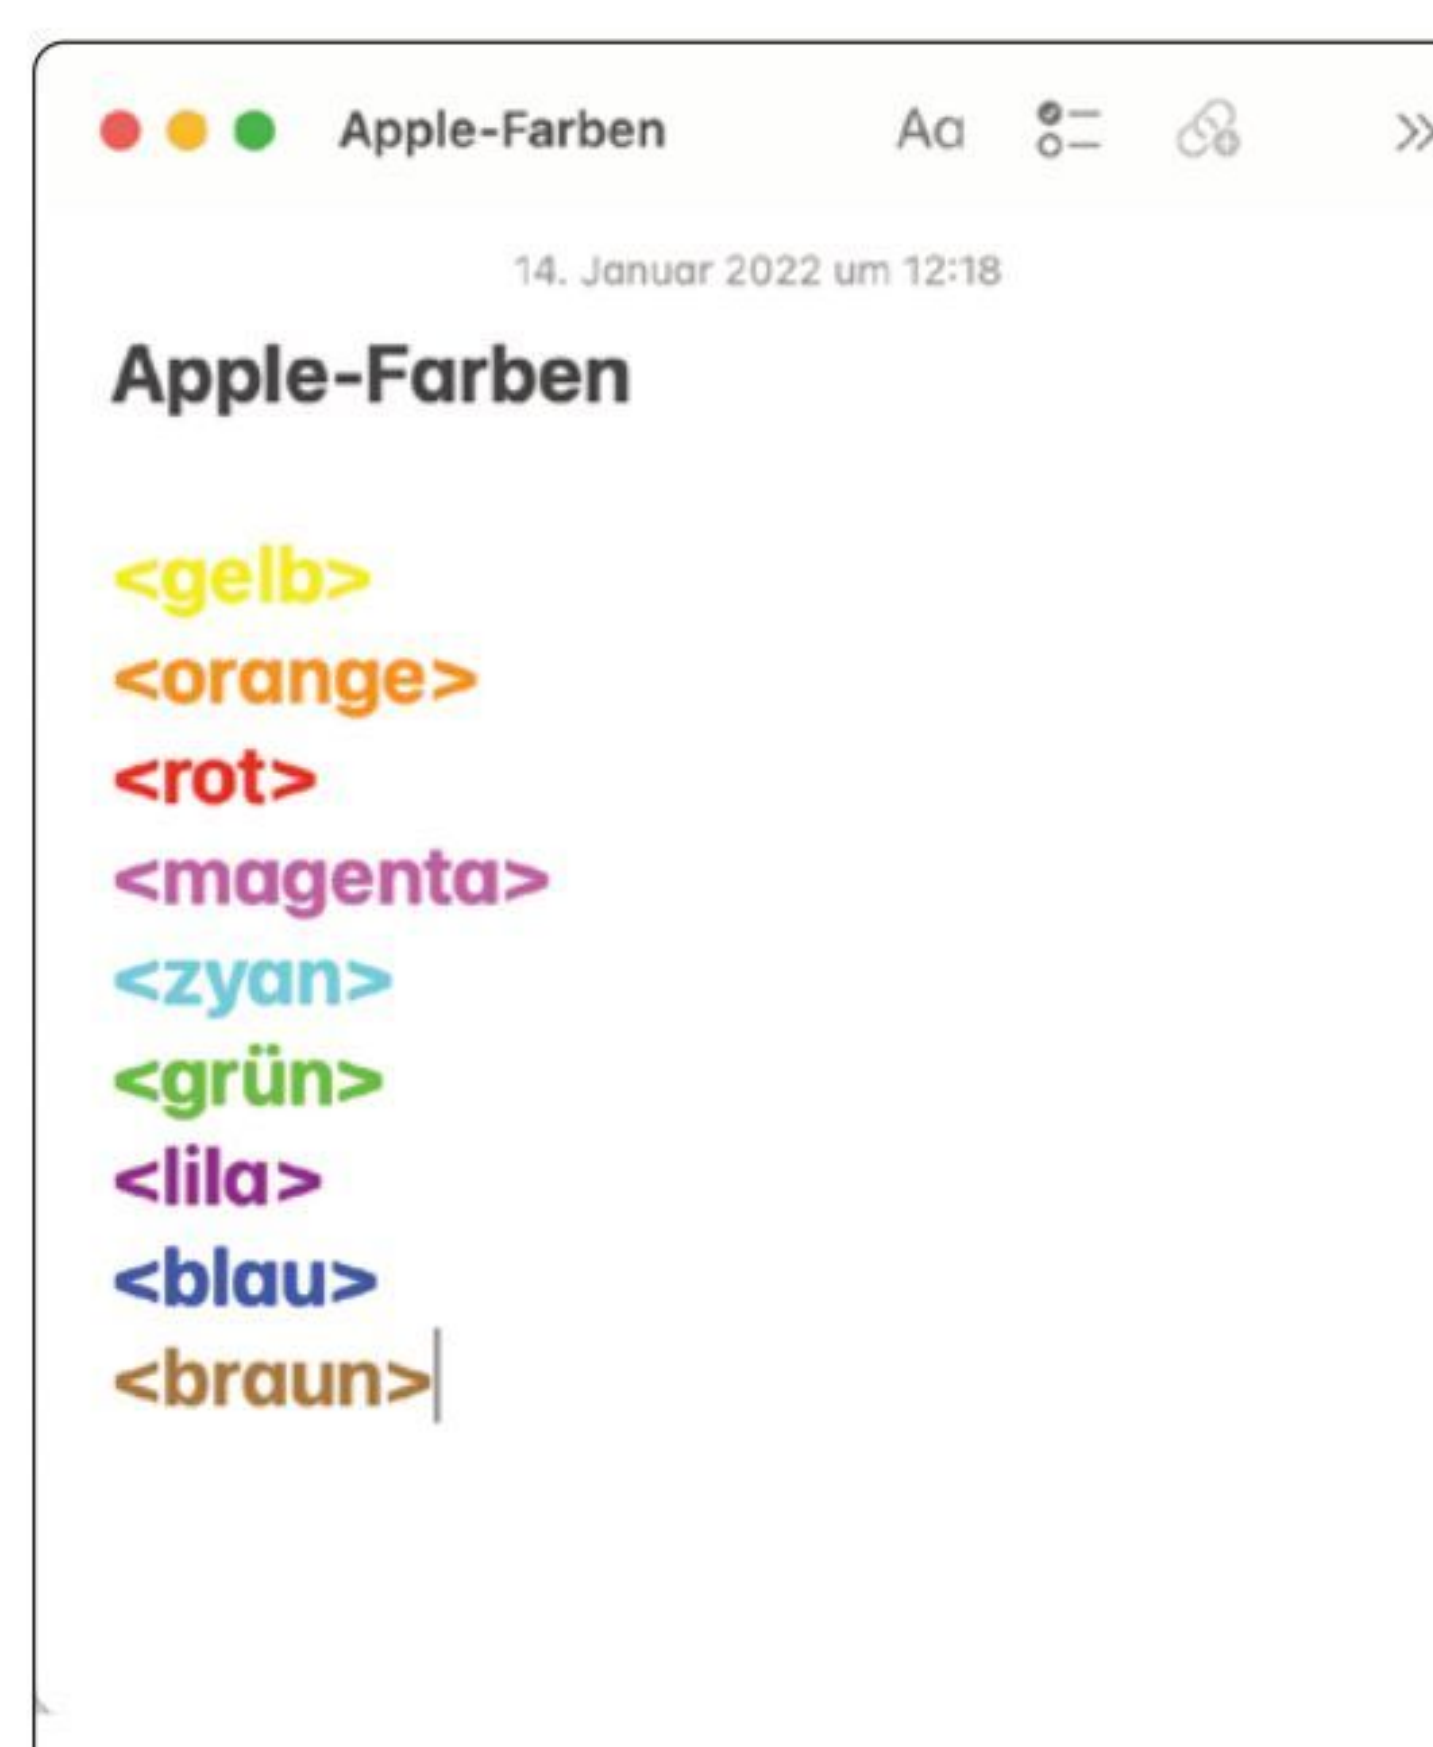 Apple-Farben Aa
14. Januar 2022 um 12:18
Apple-Farben
<gelb>
<orange>
<rot>
<magenta>
<zyan>
<grün>
<lila>
<blau>
<braun>